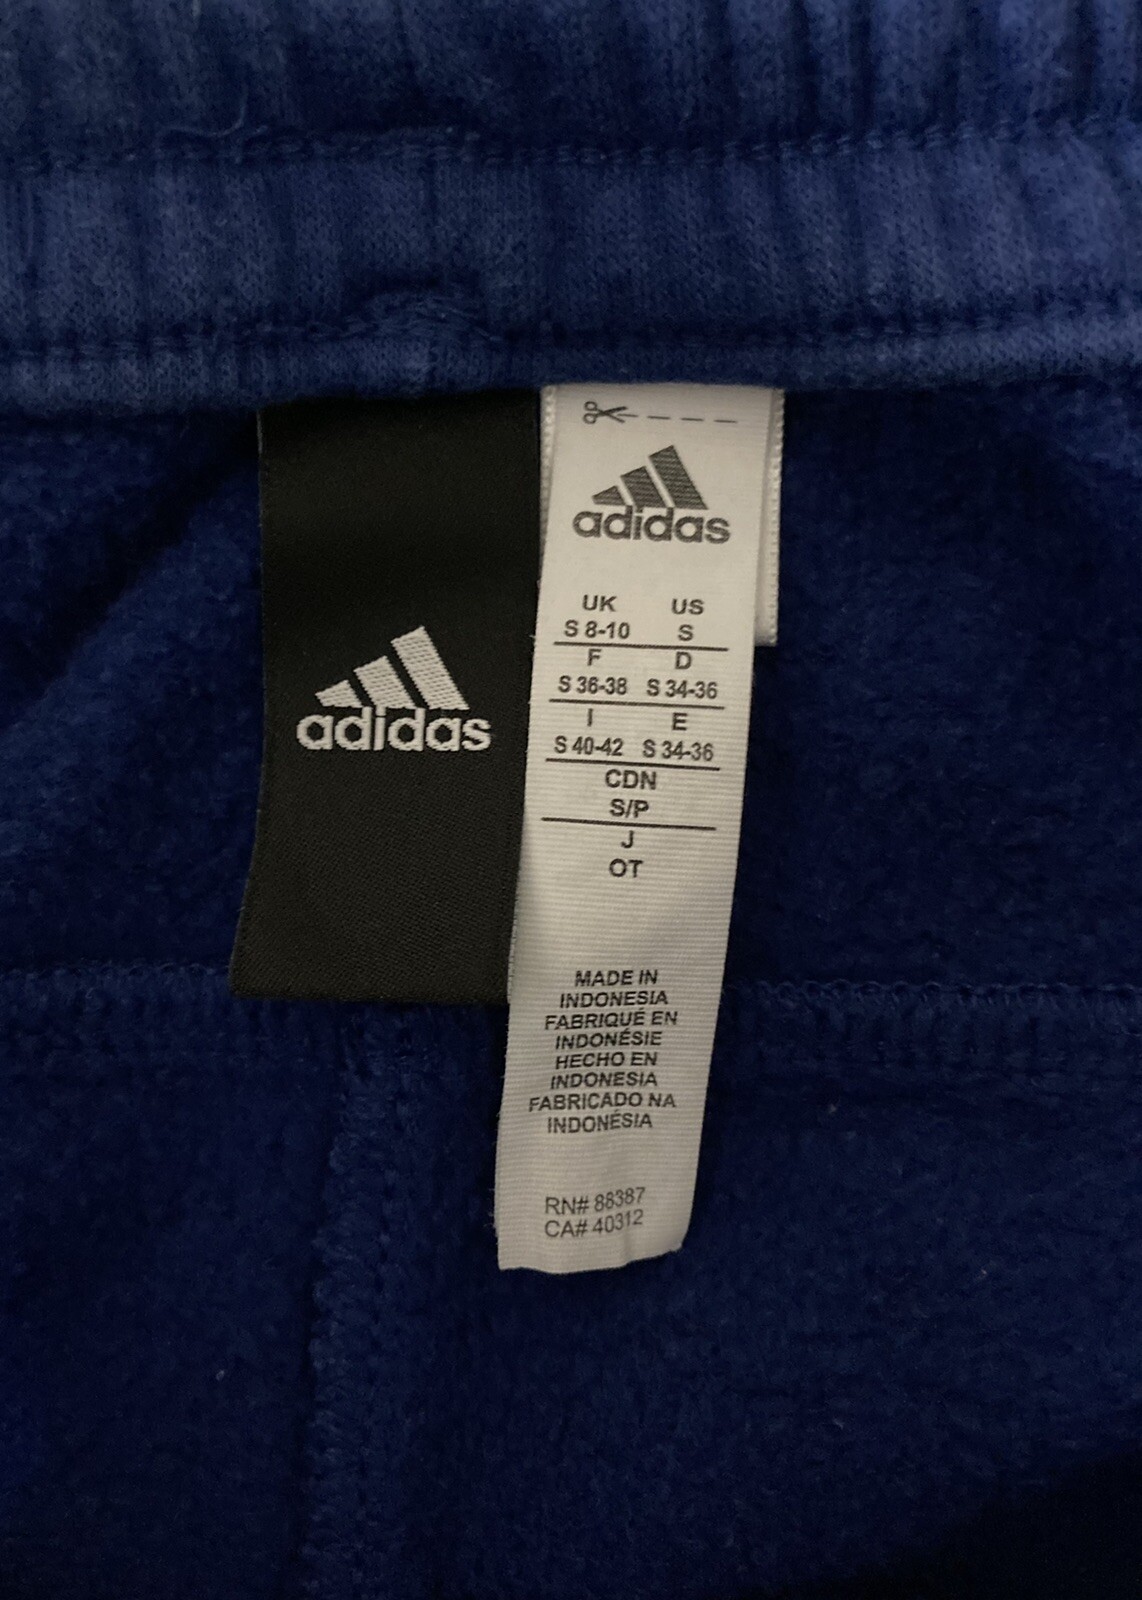 adidas
adidas
UK US
S 8-10 S
F D
S 36-38 S 34-36
I E
S 40-42 S 34-36
CDN
S/P
J
OT
MADE IN
INDONESIA
FABRIQUÉ EN
INDONÉSIE
HECHO EN
INDONESIA
FABRICADO NA
INDONÉSIA
RN# 88387
CA# 40312